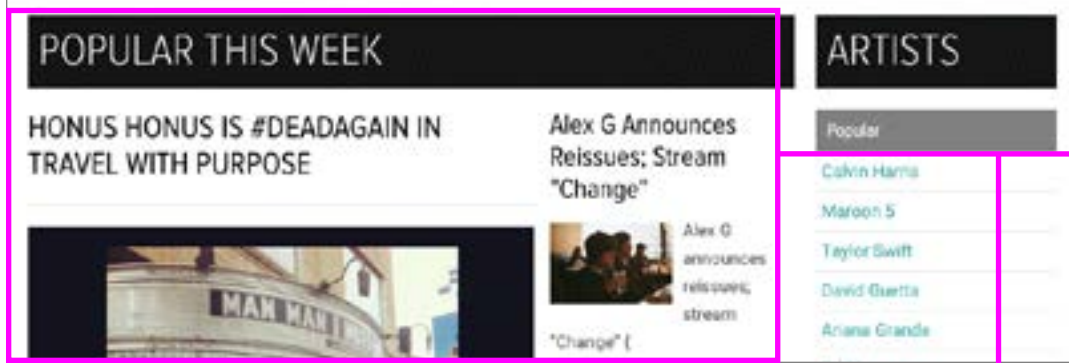 POPULAR THIS WEEK
HONUS HONUS IS #DEADAGAIN IN
TRAVEL WITH PURPOSE
MAN MAN
Alex G Announces
Reissues; Stream
"Change"
Alex G
announces
reissues;
stream
"Change" (
ARTISTS
Popular
Calvin Harris
Maroon 5
Taylor Swift
David Guetta
Ariana Grande